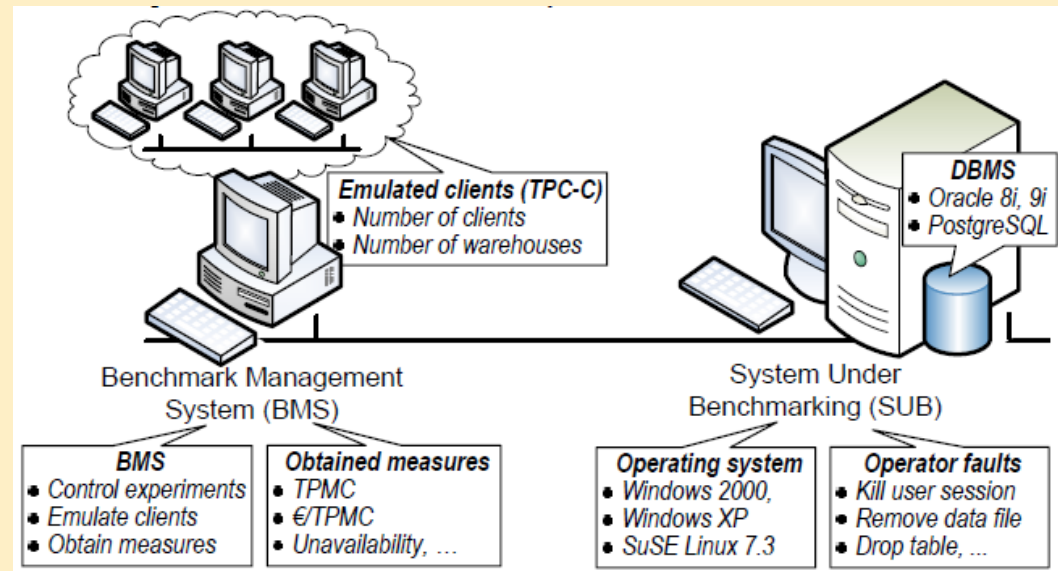 Emulated clients (TPC-C)
• Number of clients
• Number of warehouses
DBMS
• Oracle 8i, 9i
• PostgreSQL
Benchmark Management
System (BMS)
System Under
Benchmarking (SUB)
BMS
• Control experiments
• Emulate clients
• Obtain measures
Obtained measures
• TPMC
• €/TPMC
• Unavailability, ...
Operating system
• Windows 2000,
• Windows XP
• SuSE Linux 7.3
Operator faults
• Kill user session
• Remove data file
• Drop table, ...